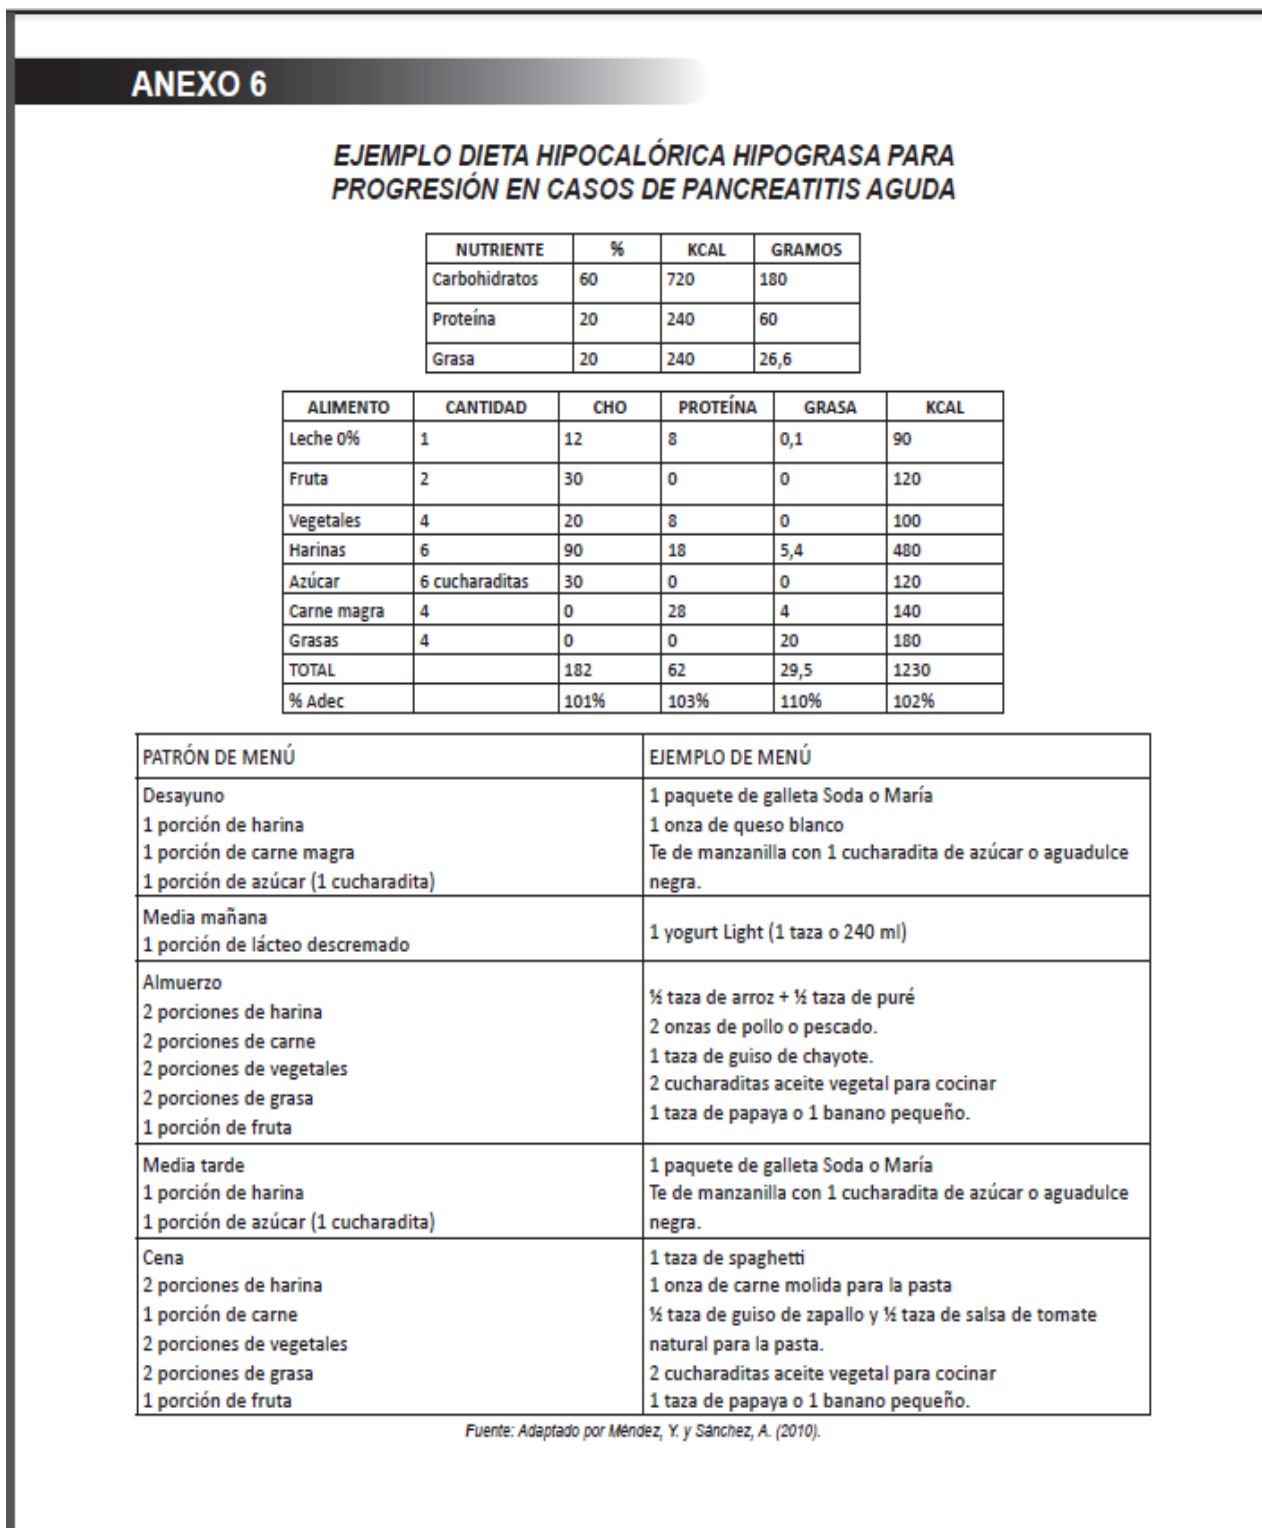 ANEXO 6
EJEMPLO DIETA HIPOCALÓRICA HIPOGRASA PARA
PROGRESIÓN EN CASOS DE PANCREATITIS AGUDA
NUTRIENTE % KCAL GRAMOS
Carbohidratos 60 720 180
Proteína 20 240 60
Grasa 20 240 26,6
ALIMENTO CANTIDAD CHO PROTEÍNA GRASA KCAL
Leche 0% 1 12 8 0,1 90
Fruta 2 30 0 0 120
Vegetales 4 20 8 0 100
Harinas 6 90 18 5,4 480
Azúcar 6 cucharaditas 30 0 0 120
Carne magra 4 0 28 4 140
Grasas 4 0 0 20 180
TOTAL 182 62 29,5 1230
% Adec 101% 103% 110% 102%
PATRÓN DE MENÚ
EJEMPLO DE MENÚ
Desayuno
1 porción de harina
1 porción de carne magra
1 porción de azúcar (1 cucharadita)
1 paquete de galleta Soda o María
1 onza de queso blanco
Te de manzanilla con 1 cucharadita de azúcar o aguadulce
negra.
Media mañana
1 porción de lácteo descremado
1 yogurt Light (1 taza o 240 ml)
Almuerzo
2 porciones de harina
2 porciones de carne
2 porciones de vegetales
2 porciones de grasa
1 porción de fruta
½ taza de arroz + ½ taza de puré
2 onzas de pollo o pescado.
1 taza de guiso de chayote.
2 cucharaditas aceite vegetal para cocinar
1 taza de papaya o 1 banano pequeño.
Media tarde
1 porción de harina
1 porción de azúcar (1 cucharadita)
1 paquete de galleta Soda o María
Te de manzanilla con 1 cucharadita de azúcar o aguadulce
negra.
Cena
2 porciones de harina
1 porción de carne
2 porciones de vegetales
2 porciones de grasa
1 porción de fruta
1 taza de spaghetti
1 onza de carne molida para la pasta
½ taza de guiso de zapallo y ½ taza de salsa de tomate
natural para la pasta.
2 cucharaditas aceite vegetal para cocinar
1 taza de papaya o 1 banano pequeño.
Fuente: Adaptado por Méndez, Y. y Sánchez, A. (2010).